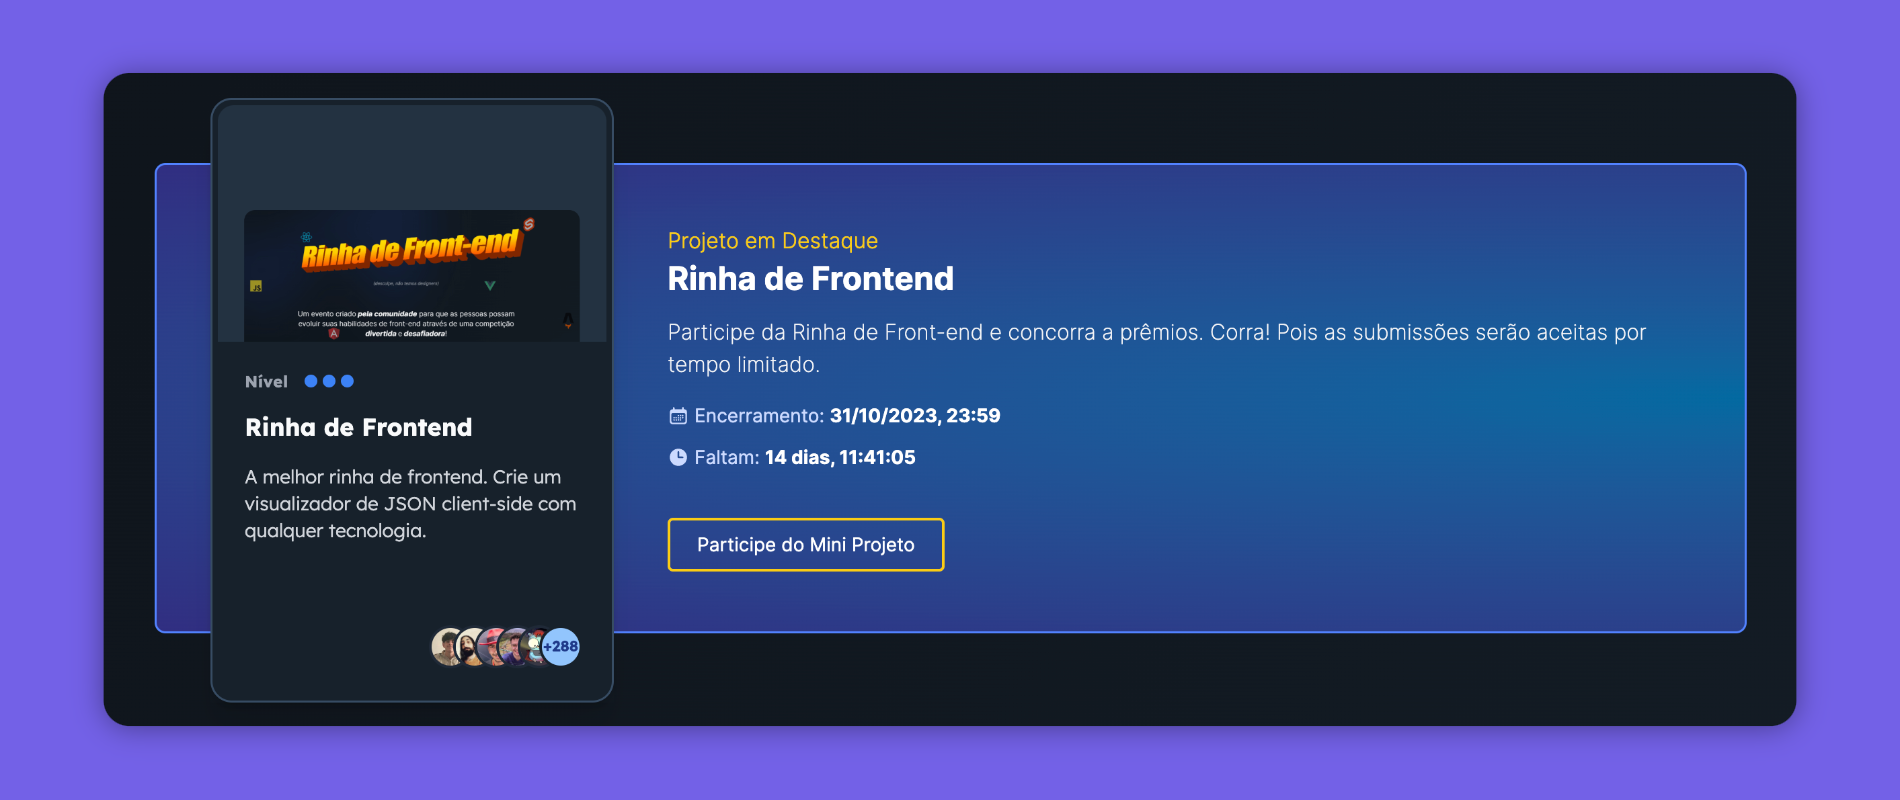 Rinha de Front-end
JS
Um evento criado pela comunidade para que as pessoas possam
evoluir suas habilidades de front-end através de uma competição
divertida e desafiadora!
Nível
Rinha de Frontend
A melhor rinha de frontend. Crie um
visualizador de JSON client-side com
qualquer tecnologia.
+288
Projeto em Destaque
Rinha de Frontend
Participe da Rinha de Front-end e concorra a prêmios. Corra! Pois as submissões serão aceitas por
tempo limitado.
Encerramento: 31/10/2023, 23:59
Faltam: 14 dias, 11:41:05
Participe do Mini Projeto